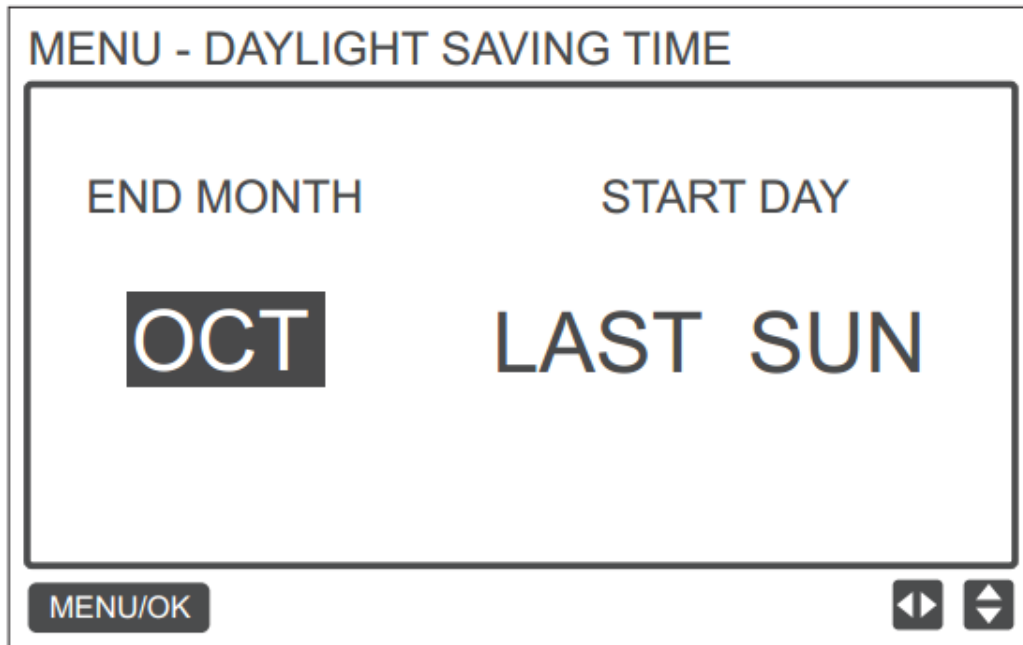 MENU - DAYLIGHT SAVING TIME
END MONTH START DAY
OCT LAST SUN
MENU/OK